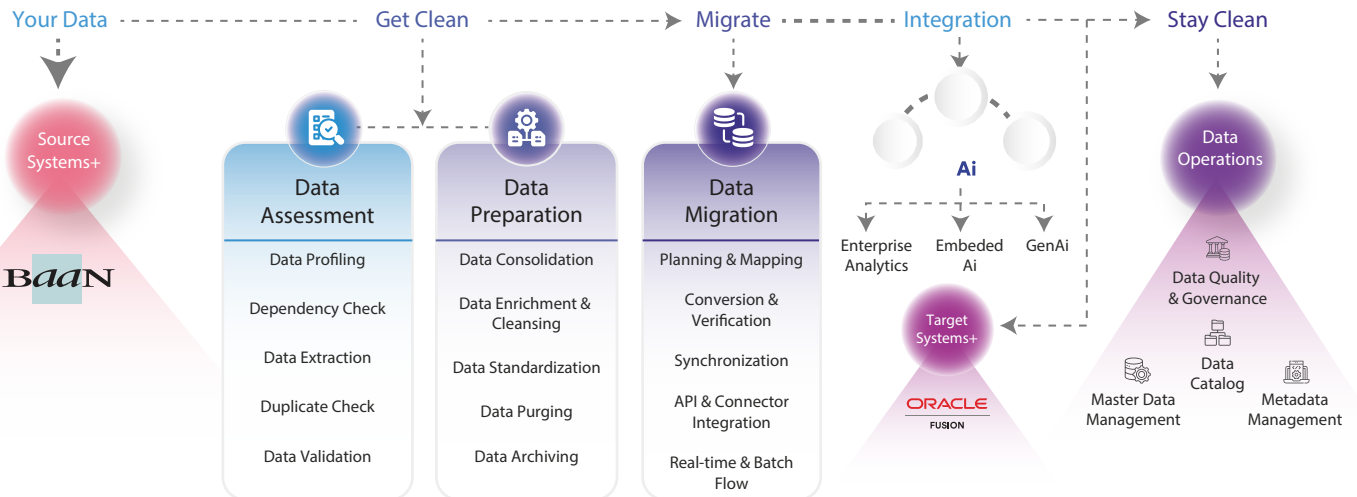 Your Data
Get Clean
Migrate
Integration
Stay Clean
Source
Systems+
BaaN
Data
Assessment
Data Profiling
Dependency Check
Data Extraction
Duplicate Check
Data Validation
Data
Preparation
Data Consolidation
Data Enrichment &
Cleansing
Data Standardization
Data Purging
Data Archiving
Data
Migration
Planning & Mapping
Conversion &
Verification
Synchronization
API & Connector
Integration
Real-time & Batch
Flow
Ai
Enterprise
Analytics
Embeded
Ai
GenAi
Target
Systems+
ORACLE
FUSION
Data
Operations
Data Quality
& Governance
Data
Catalog
Master Data
Management
Metadata
Management